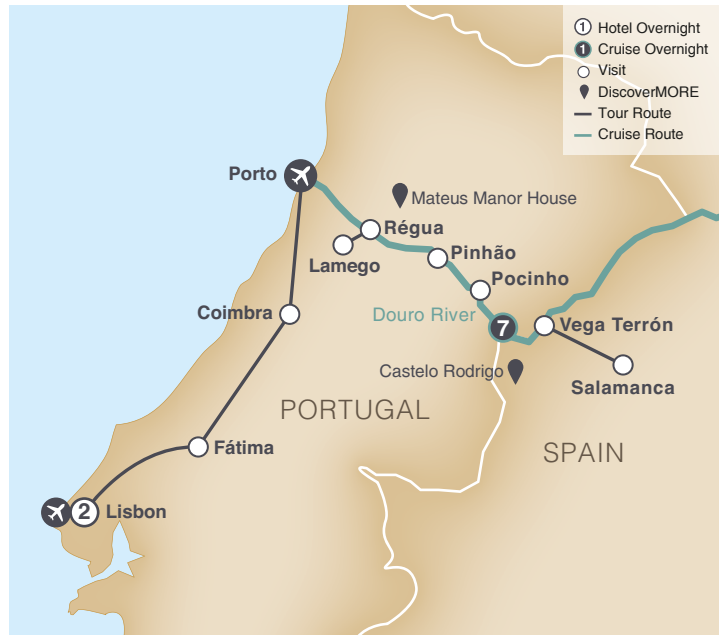 1 Hotel Overnight
1 Cruise Overnight
Visit
DiscoverMORE
Tour Route
Cruise Route
Porto
Mateus Manor House
Régua
Lamego
Pinhão
Pocinho
Coimbra
Douro River
7
Vega Terrón
Castelo Rodrigo
Salamanca
PORTUGAL
SPAIN
Fátima
2 Lisbon